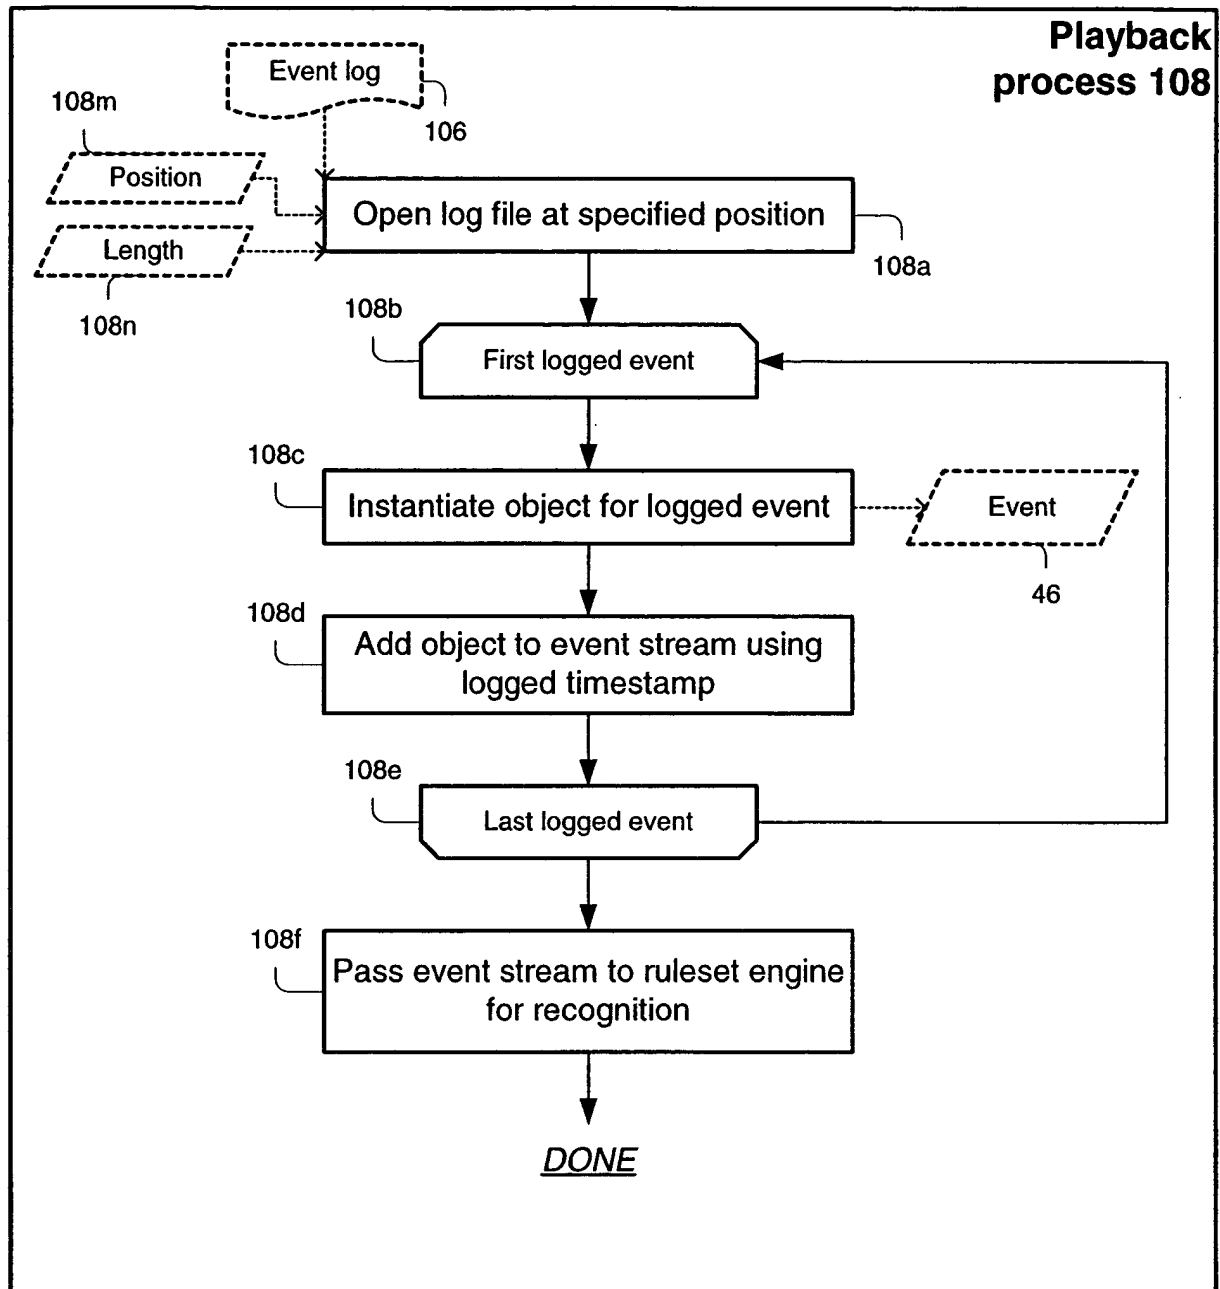 Playback
process 108
Event log
106
108m
Position
Length
108n
Open log file at specified position
108a
108b
First logged event
108c
Instantiate object for logged event
Event
46
108d
Add object to event stream using
logged timestamp
108e
Last logged event
108f
Pass event stream to ruleset engine
for recognition
DONE